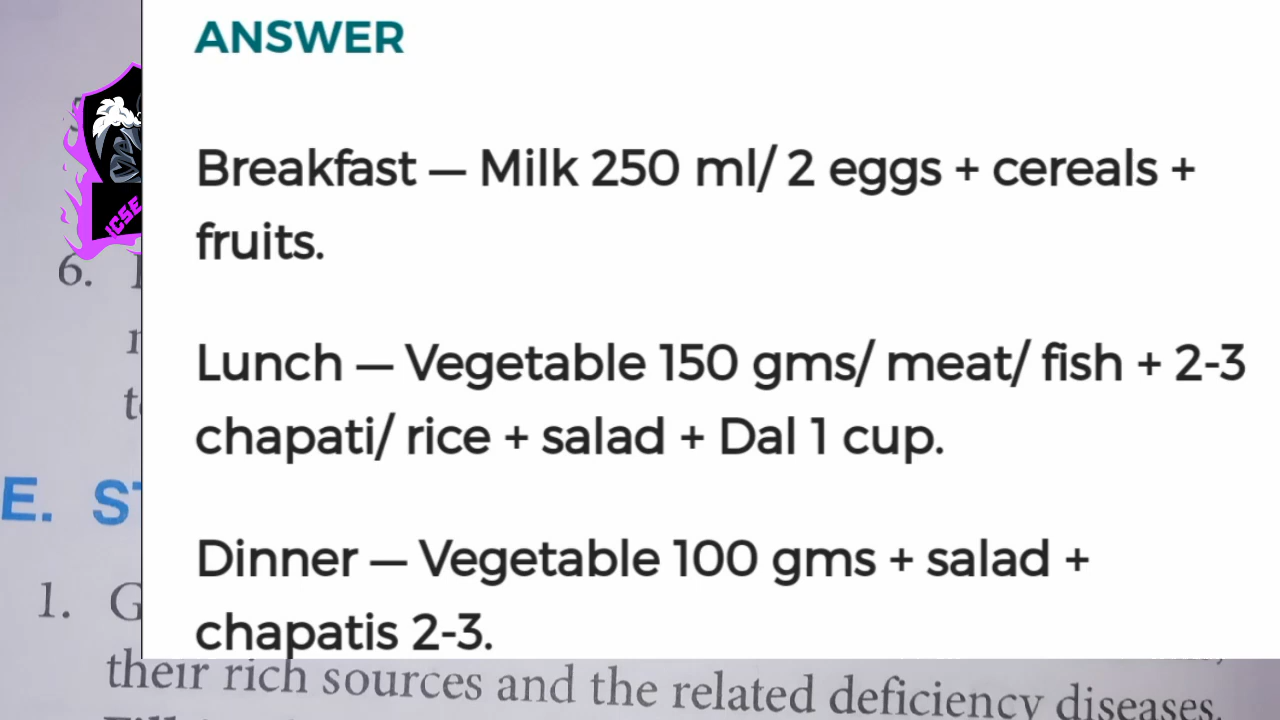 ANSWER
Breakfast — Milk 250 ml/ 2 eggs + cereals +
fruits.
ICSE
6.
Lunch — Vegetable 150 gms/ meat/ fish + 2-3
chapati/ rice + salad + Dal 1 cup.
E. ST
Dinner — Vegetable 100 gms + salad +
1. G
chapatis 2-3.
their rich sources and the related deficiency diseases.